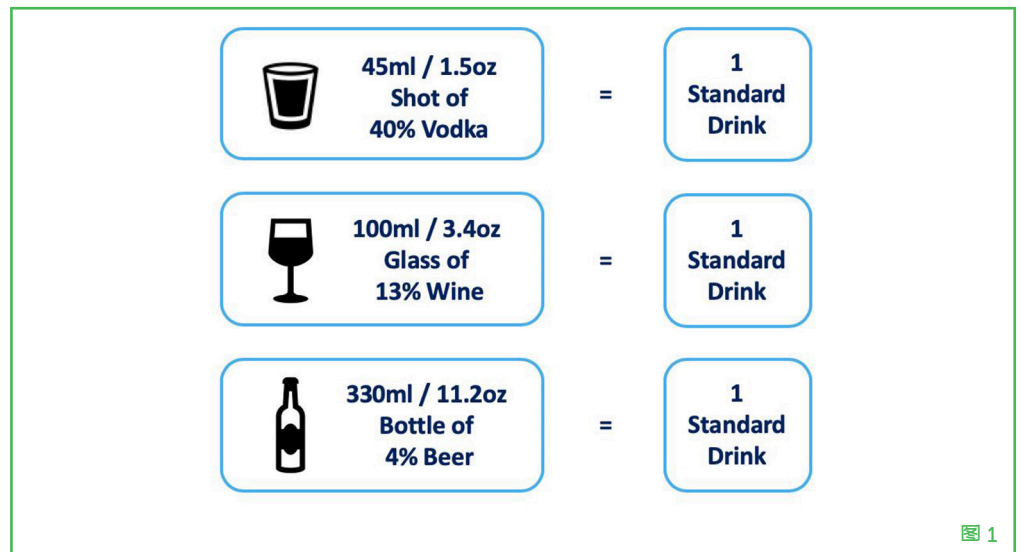 45ml / 1.5oz
Shot of
40% Vodka
=
1
Standard
Drink
100ml / 3.4oz
Glass of
13% Wine
=
1
Standard
Drink
330ml / 11.2oz
Bottle of
4% Beer
=
1
Standard
Drink
图 1